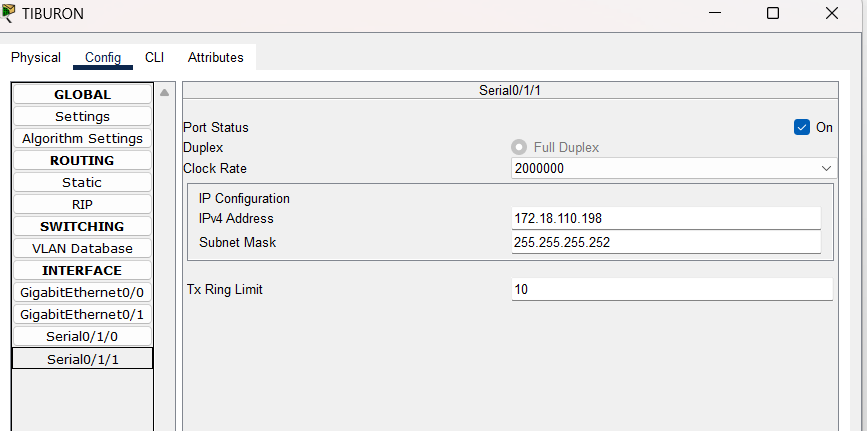 TIBURON
Physical Config CLI Attributes
GLOBAL
Settings
Algorithm Settings
ROUTING
Static
RIP
SWITCHING
VLAN Database
INTERFACE
GigabitEthernet0/0
GigabitEthernet0/1
Serial0/1/0
Serial0/1/1
Serial0/1/1
Port Status On
Duplex Full Duplex
Clock Rate 2000000
IP Configuration
IPv4 Address 172.18.110.198
Subnet Mask 255.255.255.252
Tx Ring Limit 10